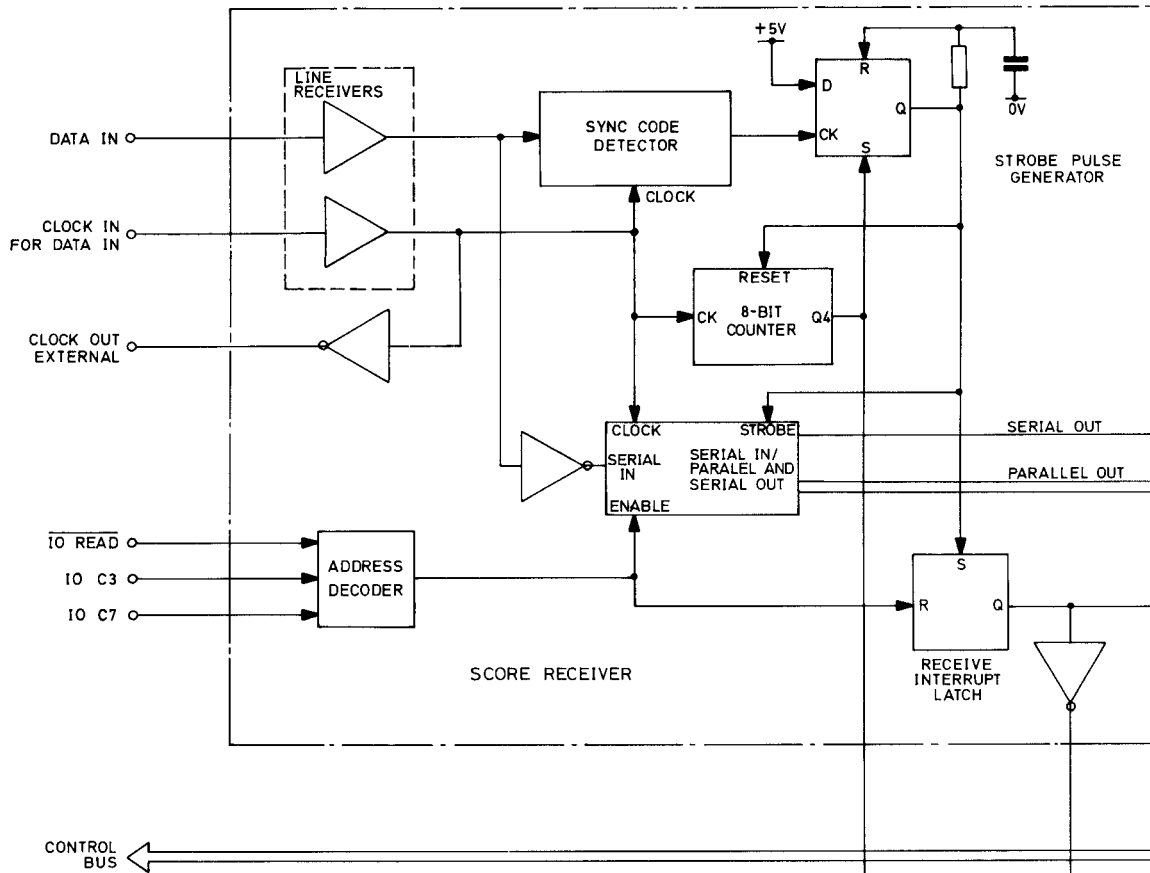 +5V
R
D
Q
CK
S
0V
STROBE PULSE
GENERATOR
LINE
RECEIVERS
DATA IN
SYNC CODE
DETECTOR
CLOCK
CLOCK IN
FOR DATA IN
RESET
CK
8-BIT
COUNTER
Q4
CLOCK OUT
EXTERNAL
CLOCK
STROBE
SERIAL
IN
SERIAL IN/
PARALEL AND
SERIAL OUT
ENABLE
SERIAL OUT
PARALLEL OUT
IO READ
IO C3
IO C7
ADDRESS
DECODER
S
R
Q
RECEIVE
INTERRUPT
LATCH
SCORE RECEIVER
CONTROL
BUS